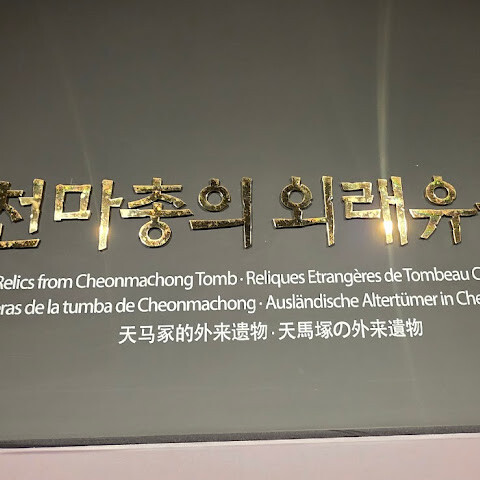 천마총의 외래유
Relics from Cheonmachong Tomb · Reliques Etrangères de Tombeau C
eras de la tumba de Cheonmachong · Ausländische Altertümer in Che
天马冢的外来遗物 · 天馬塚の外来遺物